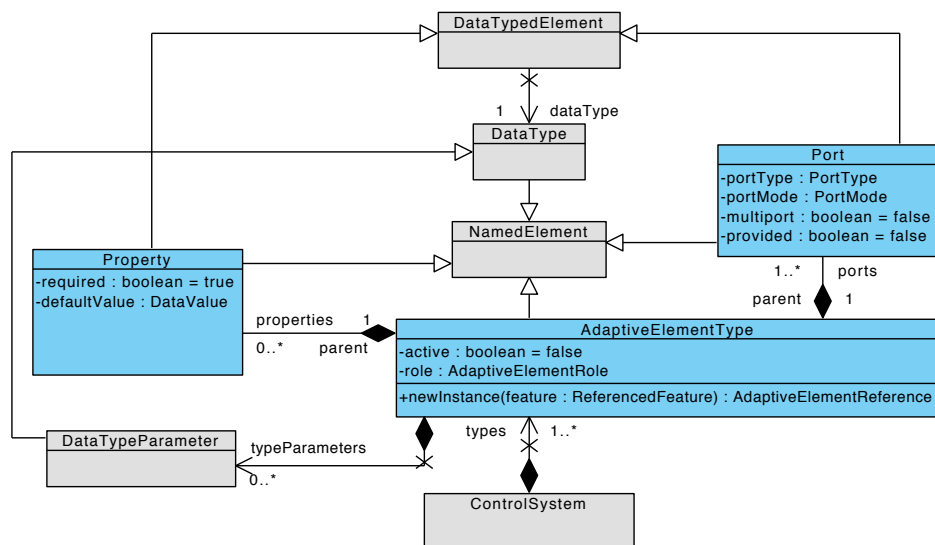 DataTypedElement
1 dataType
DataType
Port
-portType : PortType
-portMode : PortMode
-multiport : boolean = false
-provided : boolean = false
NamedElement
Property
-required : boolean = true
-defaultValue : DataValue
1..* ports
parent 1
properties 1
0..* parent
AdaptiveElementType
-active : boolean = false
-role : AdaptiveElementRole
+newInstance(feature : ReferencedFeature) : AdaptiveElementReference
types 1..*
DataTypeParameter
typeParameters
0..*
ControlSystem